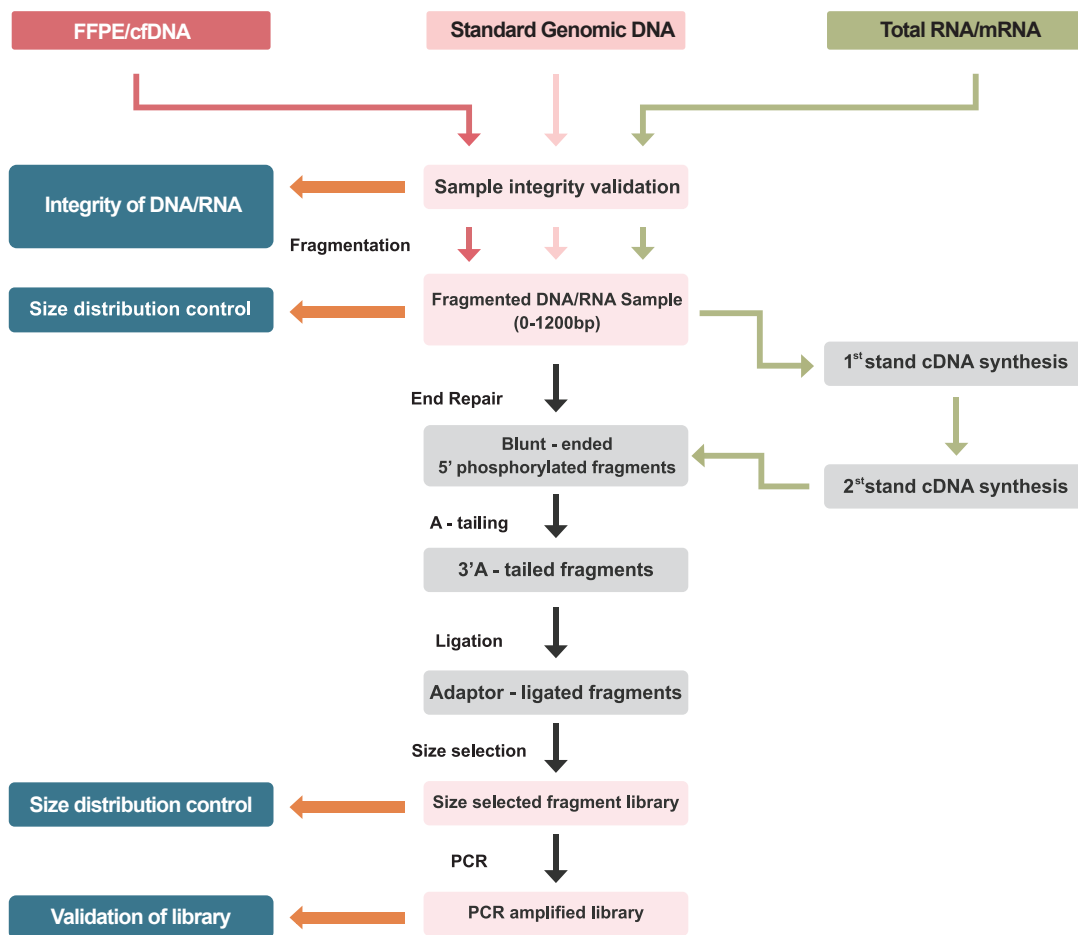 FFPE/cfDNA
Standard Genomic DNA
Total RNA/mRNA
Integrity of DNA/RNA
Sample integrity validation
Fragmentation
Size distribution control
Fragmented DNA/RNA Sample
(0-1200bp)
1st stand cDNA synthesis
End Repair
Blunt - ended
5’ phosphorylated fragments
2st stand cDNA synthesis
A - tailing
3’A - tailed fragments
Ligation
Adaptor - ligated fragments
Size selection
Size distribution control
Size selected fragment library
PCR
Validation of library
PCR amplified library